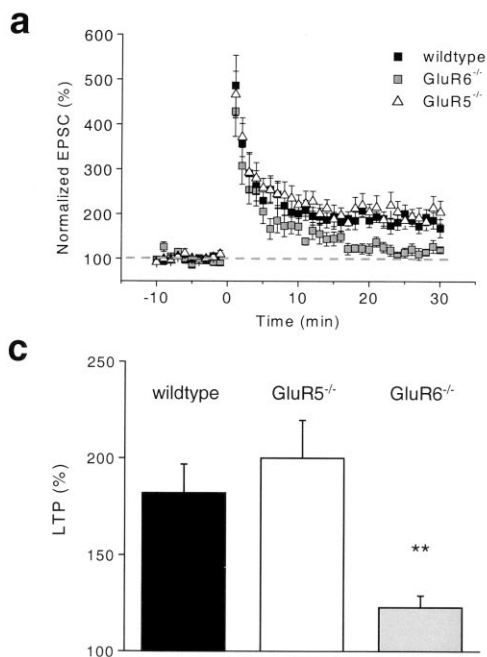 a
600
500
400
300
200
100
Normalized EPSC (%)
-10 0 10 20 30
Time (min)
wildtype
GluR6-/-
GluR5-/-
c
250
200
150
100
LTP (%)
wildtype GluR5-/- GluR6-/-
**